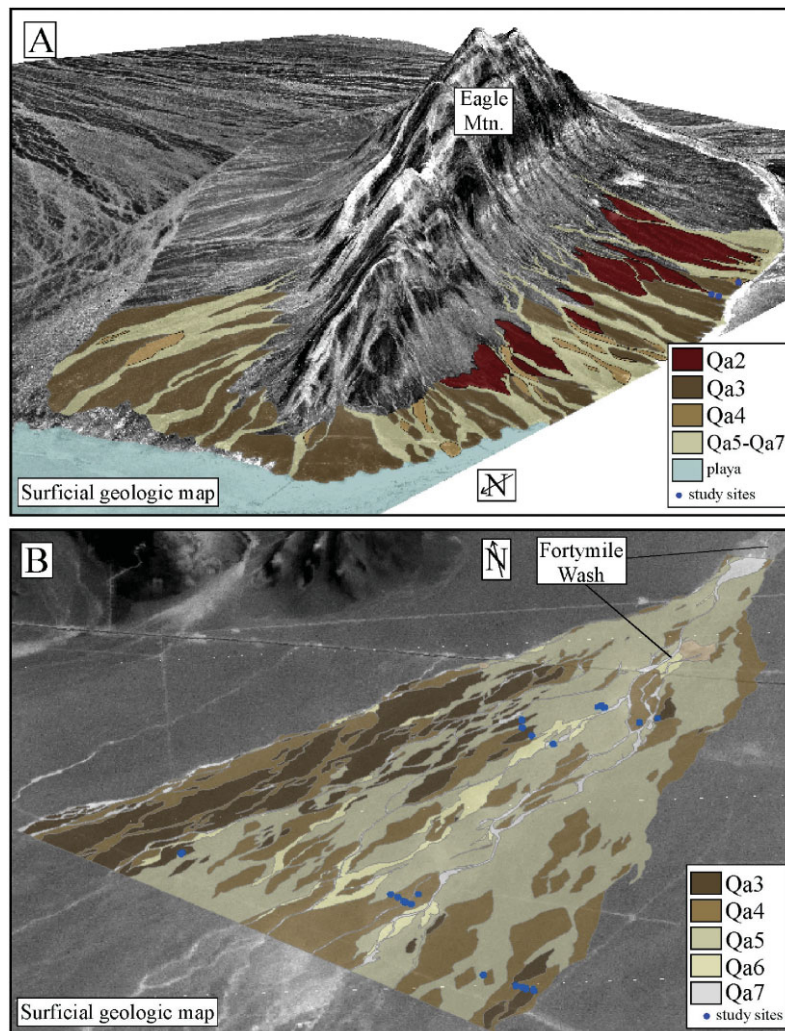 A
Eagle
Mtn.
Qa2
Qa3
Qa4
Qa5-Qa7
playa
study sites
N
Surficial geologic map
B
N
Fortymile
Wash
Qa3
Qa4
Qa5
Qa6
Qa7
study sites
Surficial geologic map